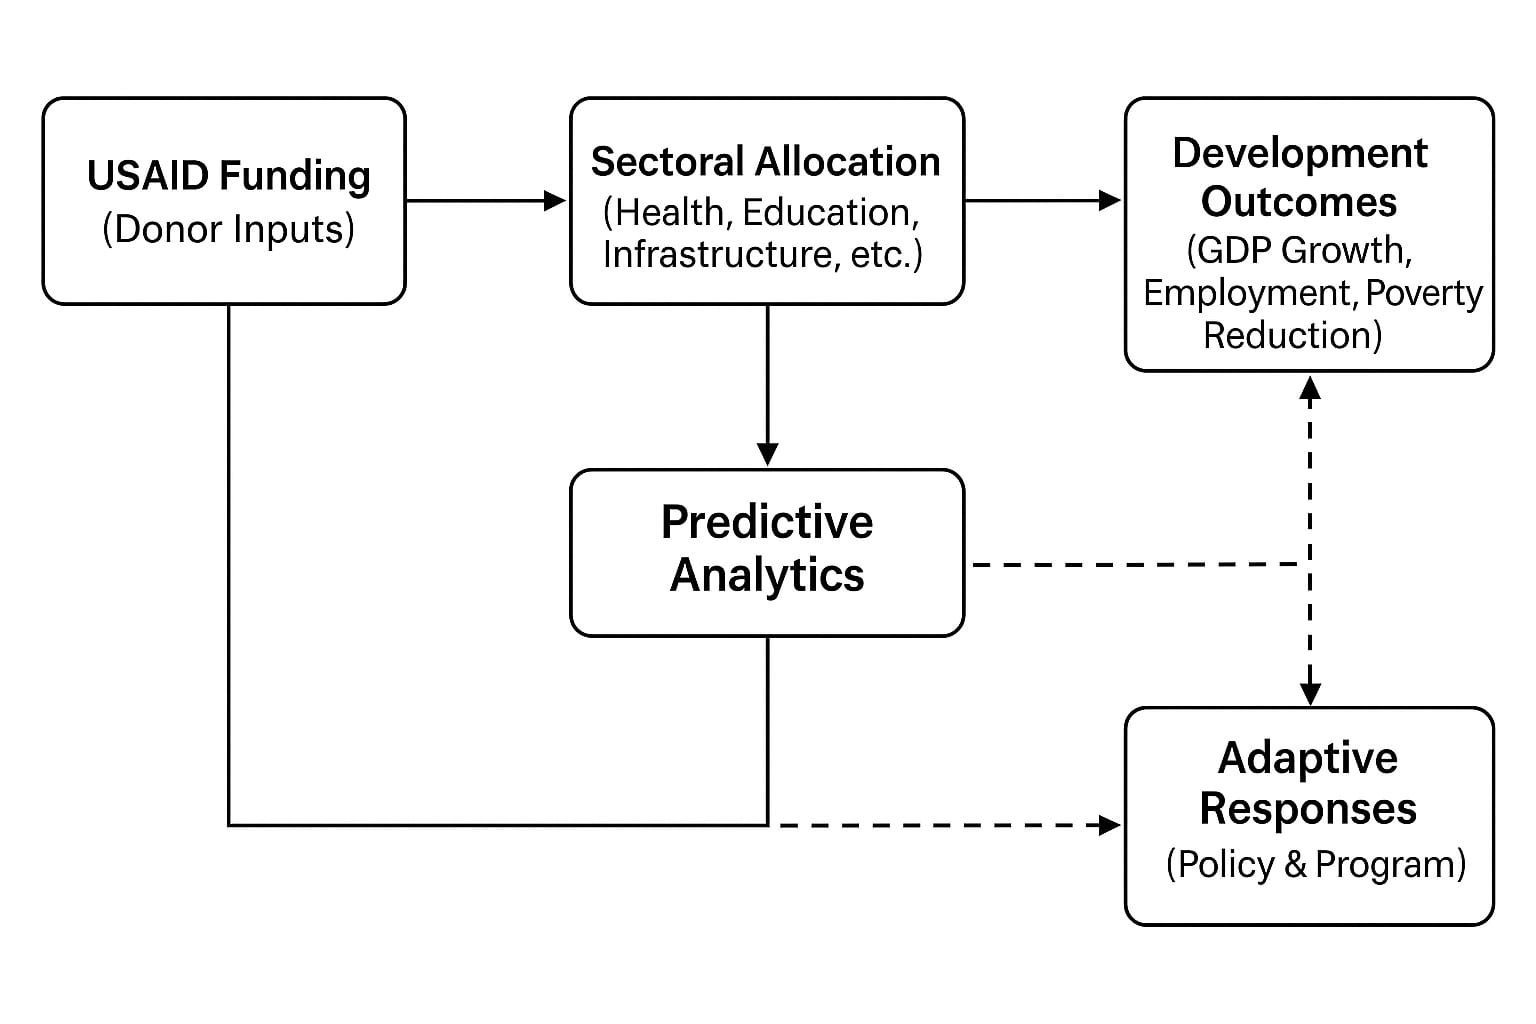 USAID Funding
(Donor Inputs)
Sectoral Allocation
(Health, Education,
Infrastructure, etc.)
Development
Outcomes
(GDP Growth,
Employment, Poverty
Reduction)
Predictive
Analytics
Adaptive
Responses
(Policy & Program)